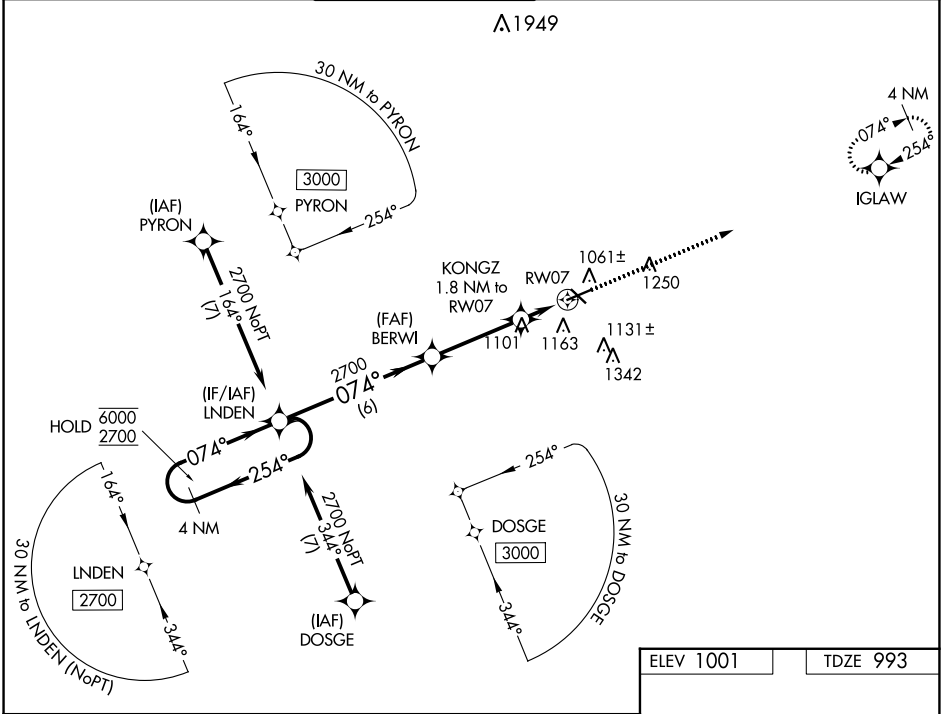 1949
30 NM to PYRON
164°
3000
PYRON
254°
4 NM
074°
254°
IGLAW
(IAF)
PYRON
2700 NoPT
164°
(7)
KONGZ
1.8 NM to
RW07
RW07
1061±
1250
(FAF)
BERWI
1101
1163
1131±
1342
2700
074°
(6)
(IF/IAF)
LNDEN
HOLD
6000
2700
074°
254°
4 NM
2700 NoPT
344°
(7)
(IAF)
DOSGE
164°
LNDEN
2700
344°
30 NM to LNDEN (NoPT)
254°
DOSGE
3000
344°
30 NM to DOSGE
ELEV 1001
TDZE 993